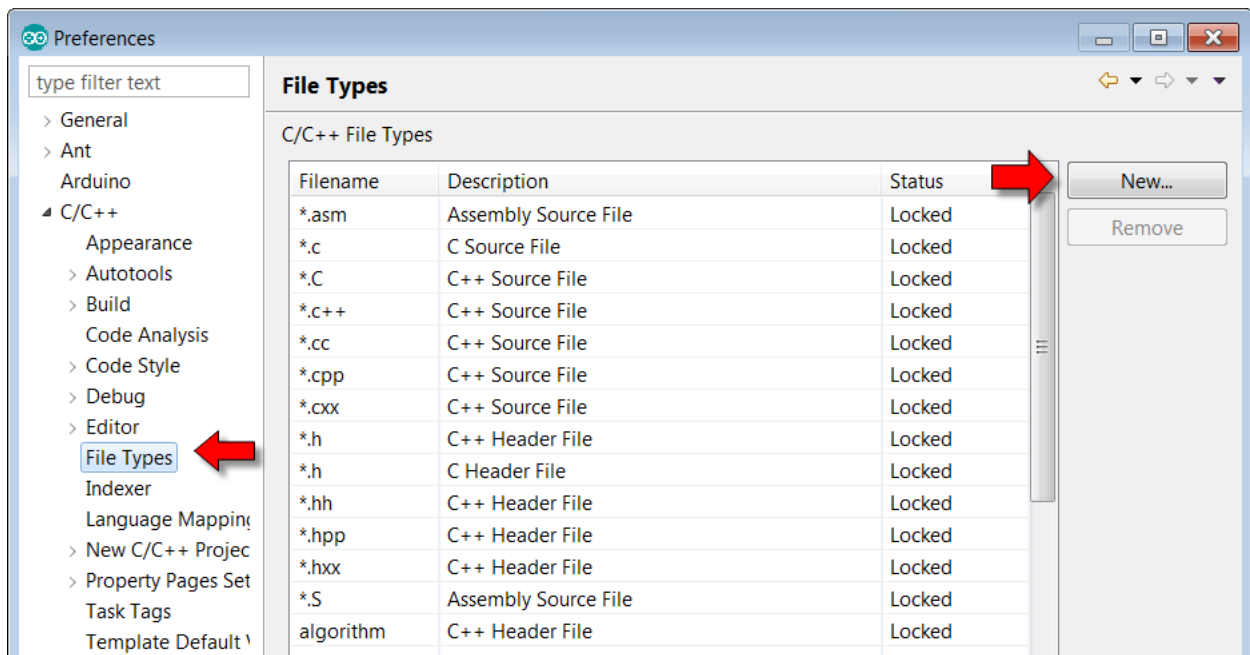 Preferences
type filter text
General
Ant
Arduino
C/C++
Appearance
Autotools
Build
Code Analysis
Code Style
Debug
Editor
File Types
Indexer
Language Mapping
New C/C++ Projec
Property Pages Set
Task Tags
Template Default V
File Types
C/C++ File Types
Filename Description Status
*.asm Assembly Source File Locked
*.c C Source File Locked
*.C C++ Source File Locked
*.c++ C++ Source File Locked
*.cc C++ Source File Locked
*.cpp C++ Source File Locked
*.cxx C++ Source File Locked
*.h C++ Header File Locked
*.h C Header File Locked
*.hh C++ Header File Locked
*.hpp C++ Header File Locked
*.hxx C++ Header File Locked
*.S Assembly Source File Locked
algorithm C++ Header File Locked
New...
Remove